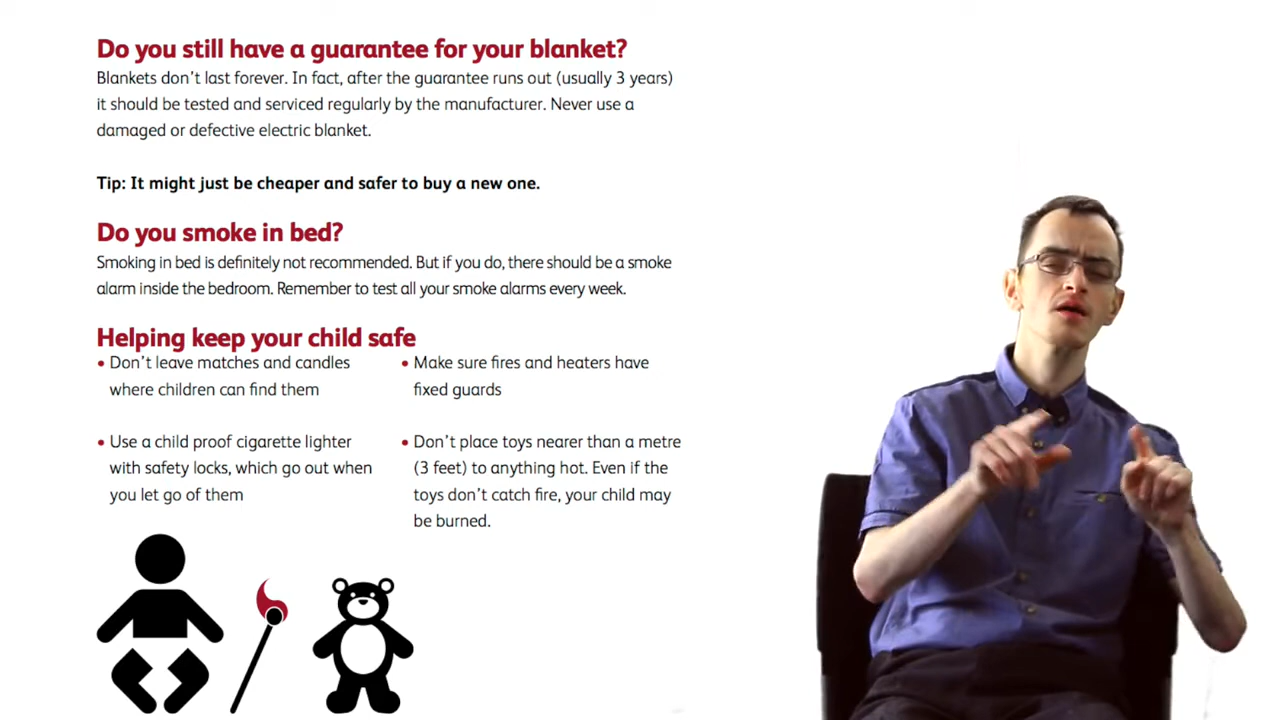 Do you still have a guarantee for your blanket?
Blankets don't last forever. In fact, after the guarantee runs out (usually 3 years)
it should be tested and serviced regularly by the manufacturer. Never use a
damaged or defective electric blanket.
Tip: It might just be cheaper and safer to buy a new one.
Do you smoke in bed?
Smoking in bed is definitely not recommended. But if you do, there should be a smoke
alarm inside the bedroom. Remember to test all your smoke alarms every week.
Helping keep your child safe
• Don't leave matches and candles
where children can find them
• Use a child proof cigarette lighter
with safety locks, which go out when
you let go of them
• Make sure fires and heaters have
fixed guards
• Don't place toys nearer than a metre
(3 feet) to anything hot. Even if the
toys don't catch fire, your child may
be burned.